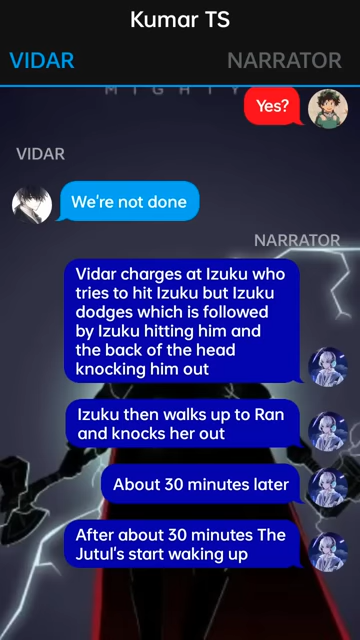 Kumar TS
VIDAR
NARRATOR
MIGHTY
Yes?
VIDAR
We're not done
NARRATOR
Vidar charges at Izuku who
tries to hit Izuku but Izuku
dodges which is followed
by Izuku hitting him and
the back of the head
knocking him out
Izuku then walks up to Ran
and knocks her out
About 30 minutes later
After about 30 minutes The
Jutul's start waking up